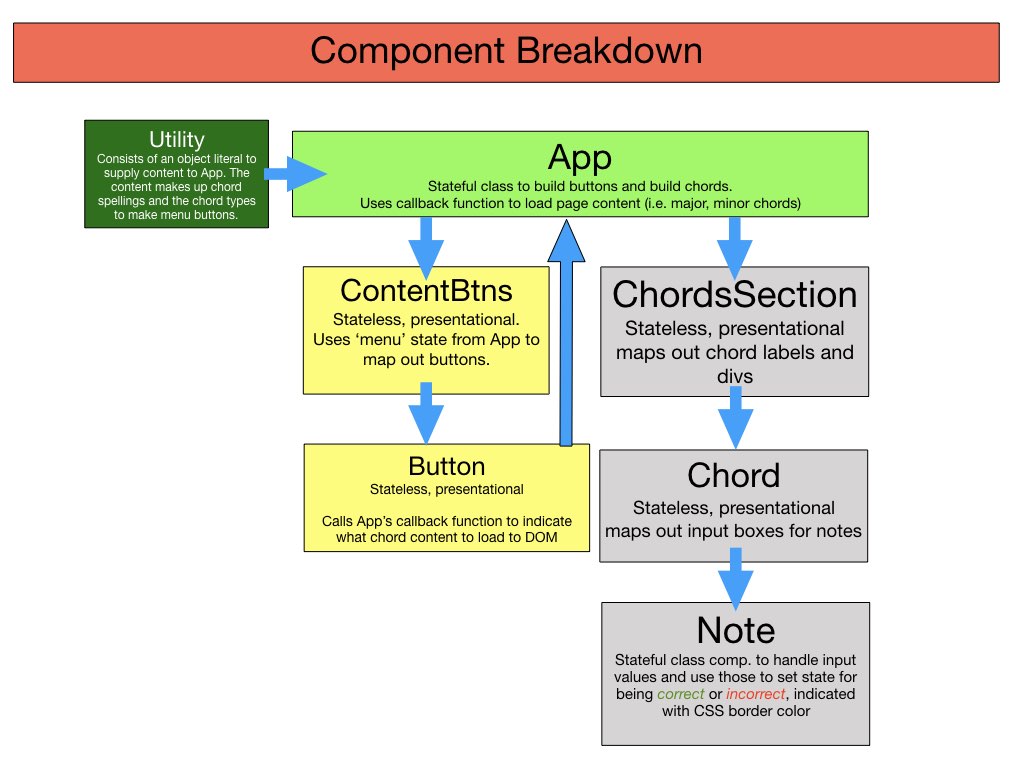 Component Breakdown
Utility
Consists of an object literal to
supply content to App. The
content makes up chord
spellings and the chord types
to make menu buttons.
App
Stateful class to build buttons and build chords.
Uses callback function to load page content (i.e. major, minor chords)
ContentBtns
Stateless, presentational.
Uses ‘menu’ state from App to
map out buttons.
ChordsSection
Stateless, presentational
maps out chord labels and
divs
Button
Stateless, presentational
Calls App’s callback function to indicate
what chord content to load to DOM
Chord
Stateless, presentational
maps out input boxes for notes
Note
Stateful class comp. to handle input
values and use those to set state for
being correct or incorrect, indicated
with CSS border color